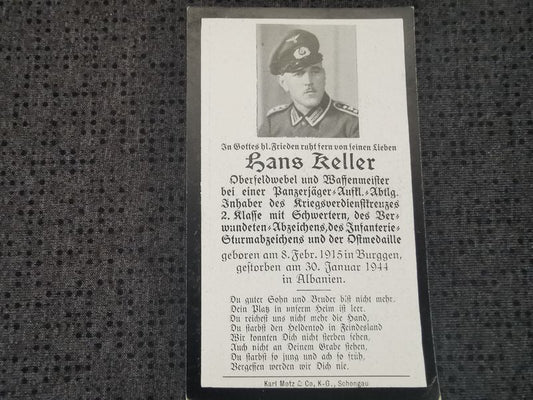 In Gottes hl. Frieden ruht fern von seinen Lieben
Hans Keller
Oberfeldwebel und Waffenmeister
bei einer Panzerjäger-Aufkl.-Abtlg.
Inhaber des Kriegsverdienstkreuzes
2. Klasse mit Schwertern, des Ver-
wundeten-Abzeichens, des Infanterie-
Sturmabzeichens und der Ostmedaille
geboren am 8. Febr. 1915 in Burggen,
gestorben am 30. Januar 1944
in Albanien.
Du guter Sohn und Bruder bist nicht mehr.
Dein Platz in unserm Heim ist leer.
Du reichest uns nicht mehr die Hand,
Du starbst den Heldentod in Feindesland
Wir konnten Dich nicht sterben sehen,
Auch nicht an Deinem Grabe stehen,
Du starbst so jung und ach so früh,
Vergessen werden wir Dich nie.
Karl Motz & Co, K.-G., Schongau